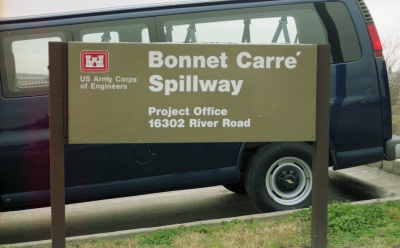 US Army Corps
of Engineers
Bonnet Carre´
Spillway
Project Office
16302 River Road